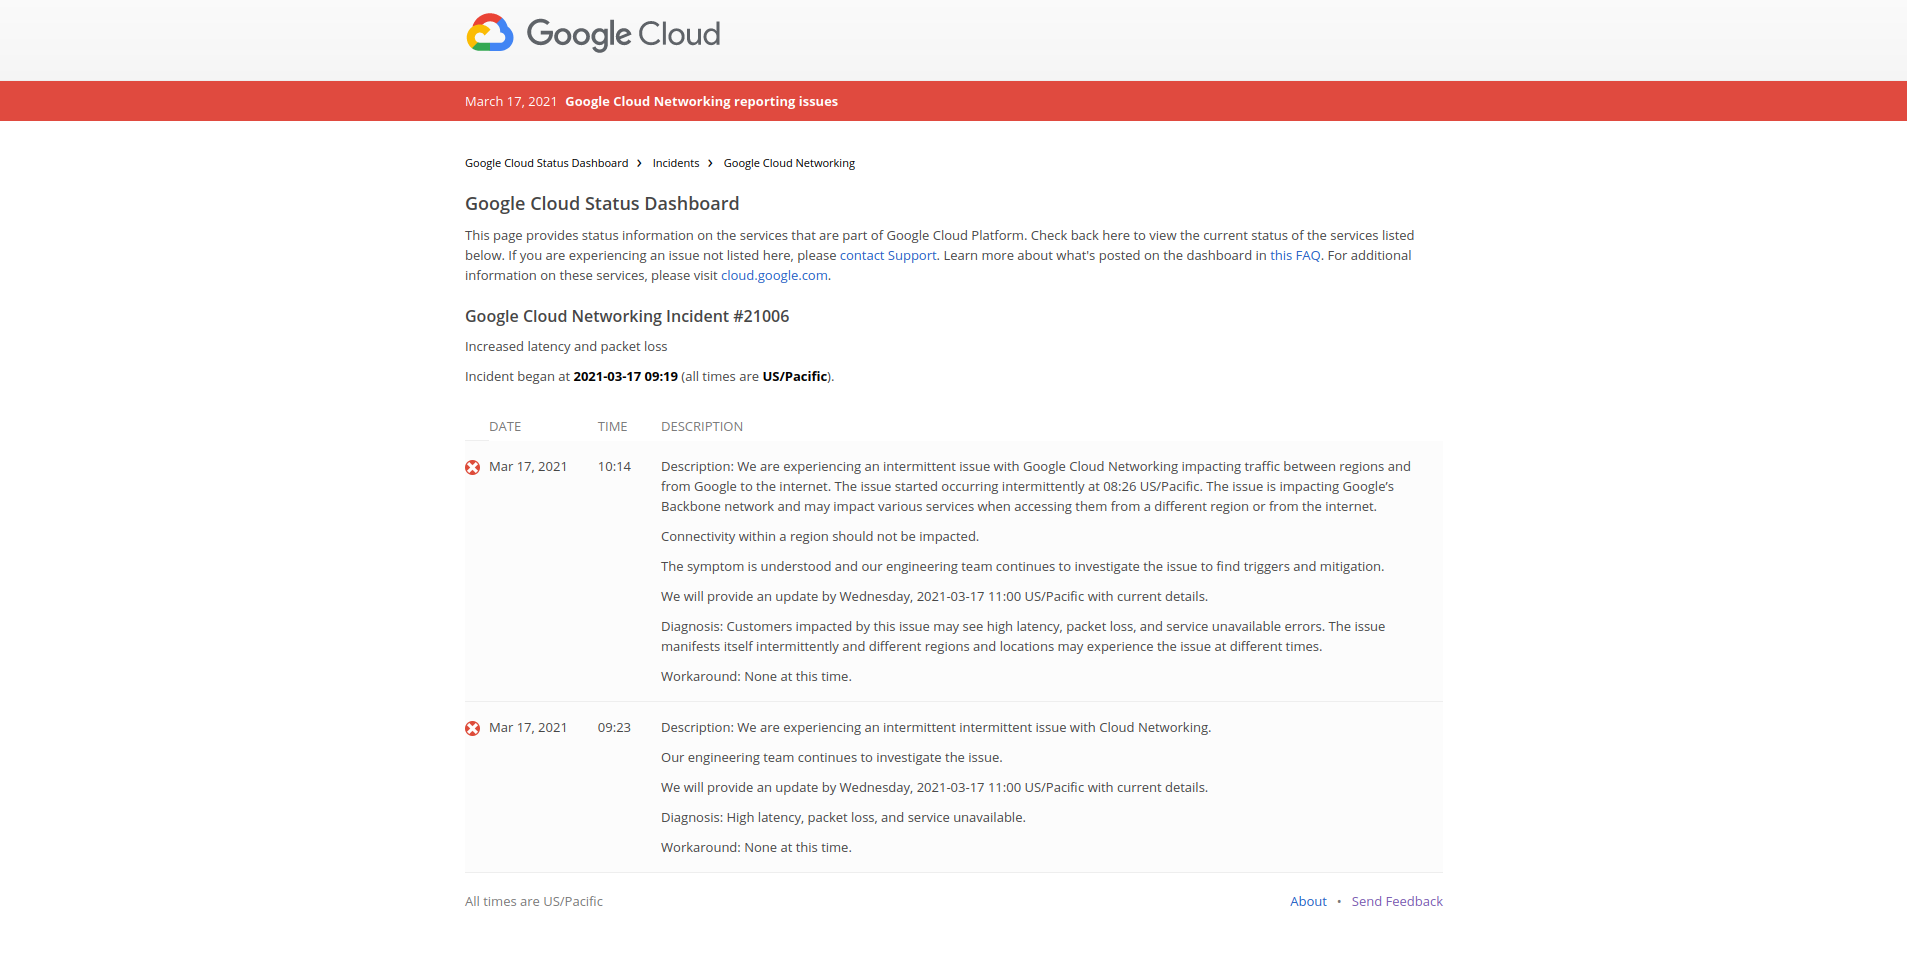 Google Cloud
March 17, 2021 Google Cloud Networking reporting issues
Google Cloud Status Dashboard › Incidents › Google Cloud Networking
Google Cloud Status Dashboard
This page provides status information on the services that are part of Google Cloud Platform. Check back here to view the current status of the services listed
below. If you are experiencing an issue not listed here, please contact Support. Learn more about what's posted on the dashboard in this FAQ. For additional
information on these services, please visit cloud.google.com.
Google Cloud Networking Incident #21006
Increased latency and packet loss
Incident began at 2021-03-17 09:19 (all times are US/Pacific).
DATE TIME DESCRIPTION
Mar 17, 2021 10:14 Description: We are experiencing an intermittent issue with Google Cloud Networking impacting traffic between regions and
from Google to the internet. The issue started occurring intermittently at 08:26 US/Pacific. The issue is impacting Google’s
Backbone network and may impact various services when accessing them from a different region or from the internet.
Connectivity within a region should not be impacted.
The symptom is understood and our engineering team continues to investigate the issue to find triggers and mitigation.
We will provide an update by Wednesday, 2021-03-17 11:00 US/Pacific with current details.
Diagnosis: Customers impacted by this issue may see high latency, packet loss, and service unavailable errors. The issue
manifests itself intermittently and different regions and locations may experience the issue at different times.
Workaround: None at this time.
Mar 17, 2021 09:23 Description: We are experiencing an intermittent intermittent issue with Cloud Networking.
Our engineering team continues to investigate the issue.
We will provide an update by Wednesday, 2021-03-17 11:00 US/Pacific with current details.
Diagnosis: High latency, packet loss, and service unavailable.
Workaround: None at this time.
All times are US/Pacific About • Send Feedback